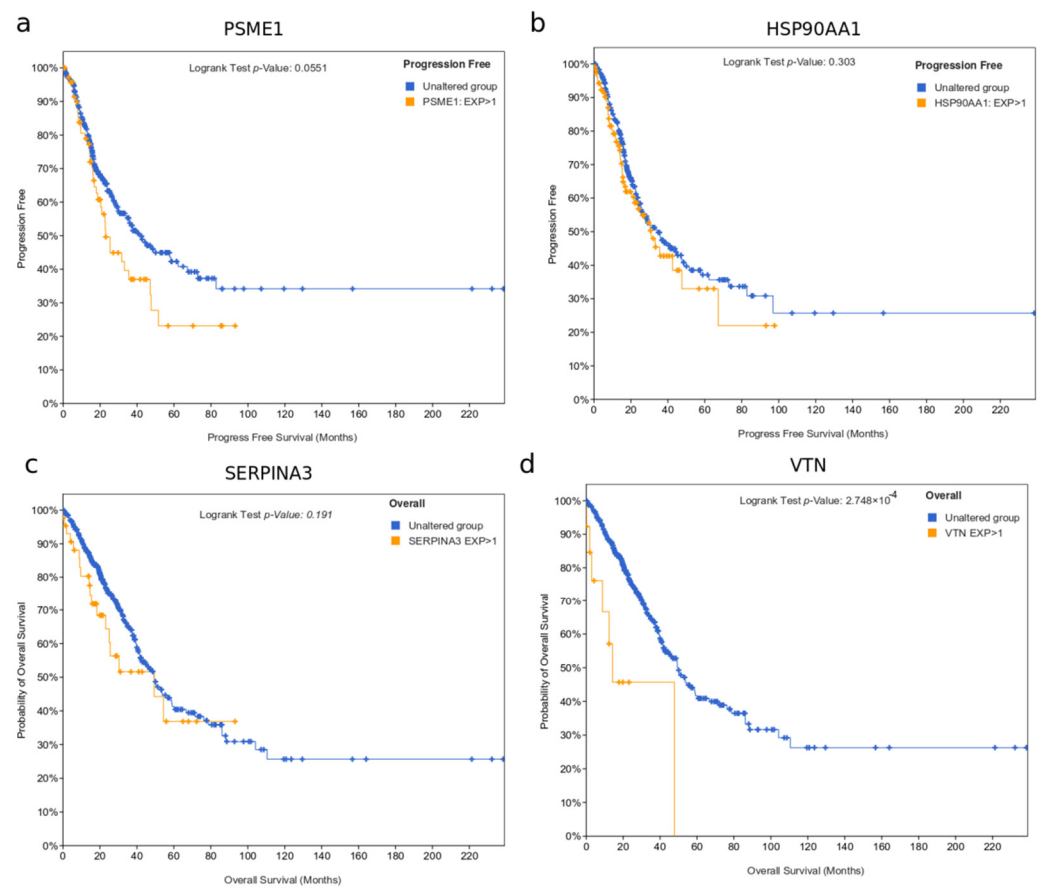 a
PSME1
Logrank Test p-Value: 0.0551
Progression Free
Unaltered group
PSME1: EXP>1
100%
90%
80%
70%
60%
50%
40%
30%
20%
10%
0%
Progression Free
0 20 40 60 80 100 120 140 160 180 200 220
Progress Free Survival (Months)
b
HSP90AA1
Logrank Test p-Value: 0.303
Progression Free
Unaltered group
HSP90AA1: EXP>1
100%
90%
80%
70%
60%
50%
40%
30%
20%
10%
0%
Progression Free
0 20 40 60 80 100 120 140 160 180 200 220
Progress Free Survival (Months)
c
SERPINA3
Logrank Test p-Value: 0.191
Overall
Unaltered group
SERPINA3 EXP>1
100%
90%
80%
70%
60%
50%
40%
30%
20%
10%
0%
Probability of Overall Survival
0 20 40 60 80 100 120 140 160 180 200 220
Overall Survival (Months)
d
VTN
Logrank Test p-Value: 2.748×10⁻⁴
Overall
Unaltered group
VTN EXP>1
100%
90%
80%
70%
60%
50%
40%
30%
20%
10%
0%
Probability of Overall Survival
0 20 40 60 80 100 120 140 160 180 200 220
Overall Survival (Months)